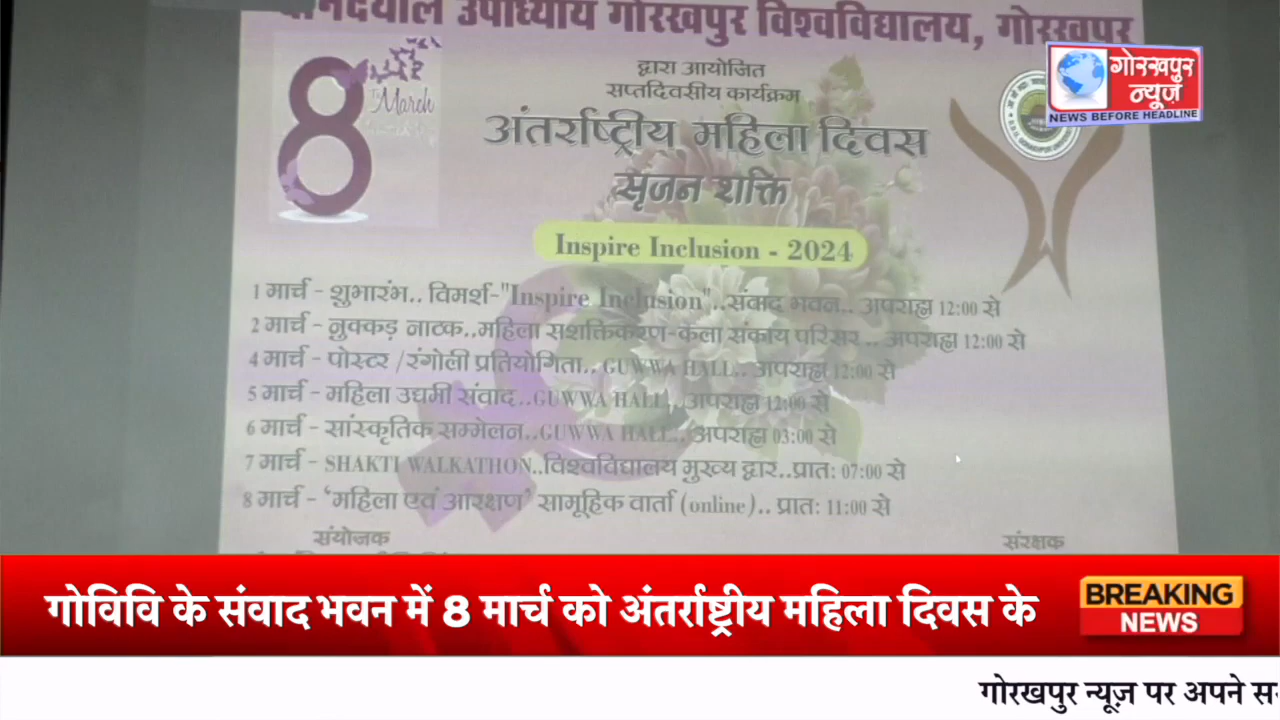 दीनदयाल उपाध्याय गोरखपुर विश्वविद्यालय, गोरखपुर
द्वारा आयोजित
सप्तदिवसीय कार्यक्रम
8
March
अंतर्राष्ट्रीय महिला दिवस
सृजन शक्ति
Inspire Inclusion - 2024
गोरखपुर
न्यूज़
NEWS BEFORE HEADLINE
1 मार्च - शुभारंभ.. विमर्श-"Inspire Inclusion"..संवाद भवन.. अपराह्न 12:00 से
2 मार्च - नुक्कड़ नाटक..महिला सशक्तिकरण-कला संकाय परिसर.. अपराह्न 12:00 से
4 मार्च - पोस्टर /रंगोली प्रतियोगिता.. GUWWA HALL.. अपराह्न 12:00 से
5 मार्च - महिला उद्यमी संवाद..GUWWA HALL.. अपराह्न 12:00 से
6 मार्च - सांस्कृतिक सम्मेलन..GUWWA HALL.. अपराह्न 03:00 से
7 मार्च - SHAKTI WALKATHON..विश्वविद्यालय मुख्य द्वार..प्रात: 07:00 से
8 मार्च - 'महिला एवं आरक्षण' सामूहिक वार्ता (online).. प्रात: 11:00 से
संयोजक
संरक्षक
गोविवि के संवाद भवन में 8 मार्च को अंतर्राष्ट्रीय महिला दिवस के
BREAKING
NEWS
गोरखपुर न्यूज़ पर अपने